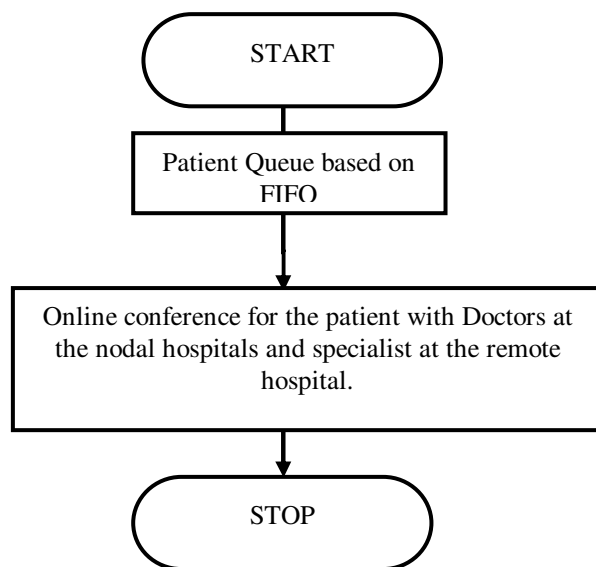 START
Patient Queue based on
FIFO
Online conference for the patient with Doctors at
the nodal hospitals and specialist at the remote
hospital.
STOP